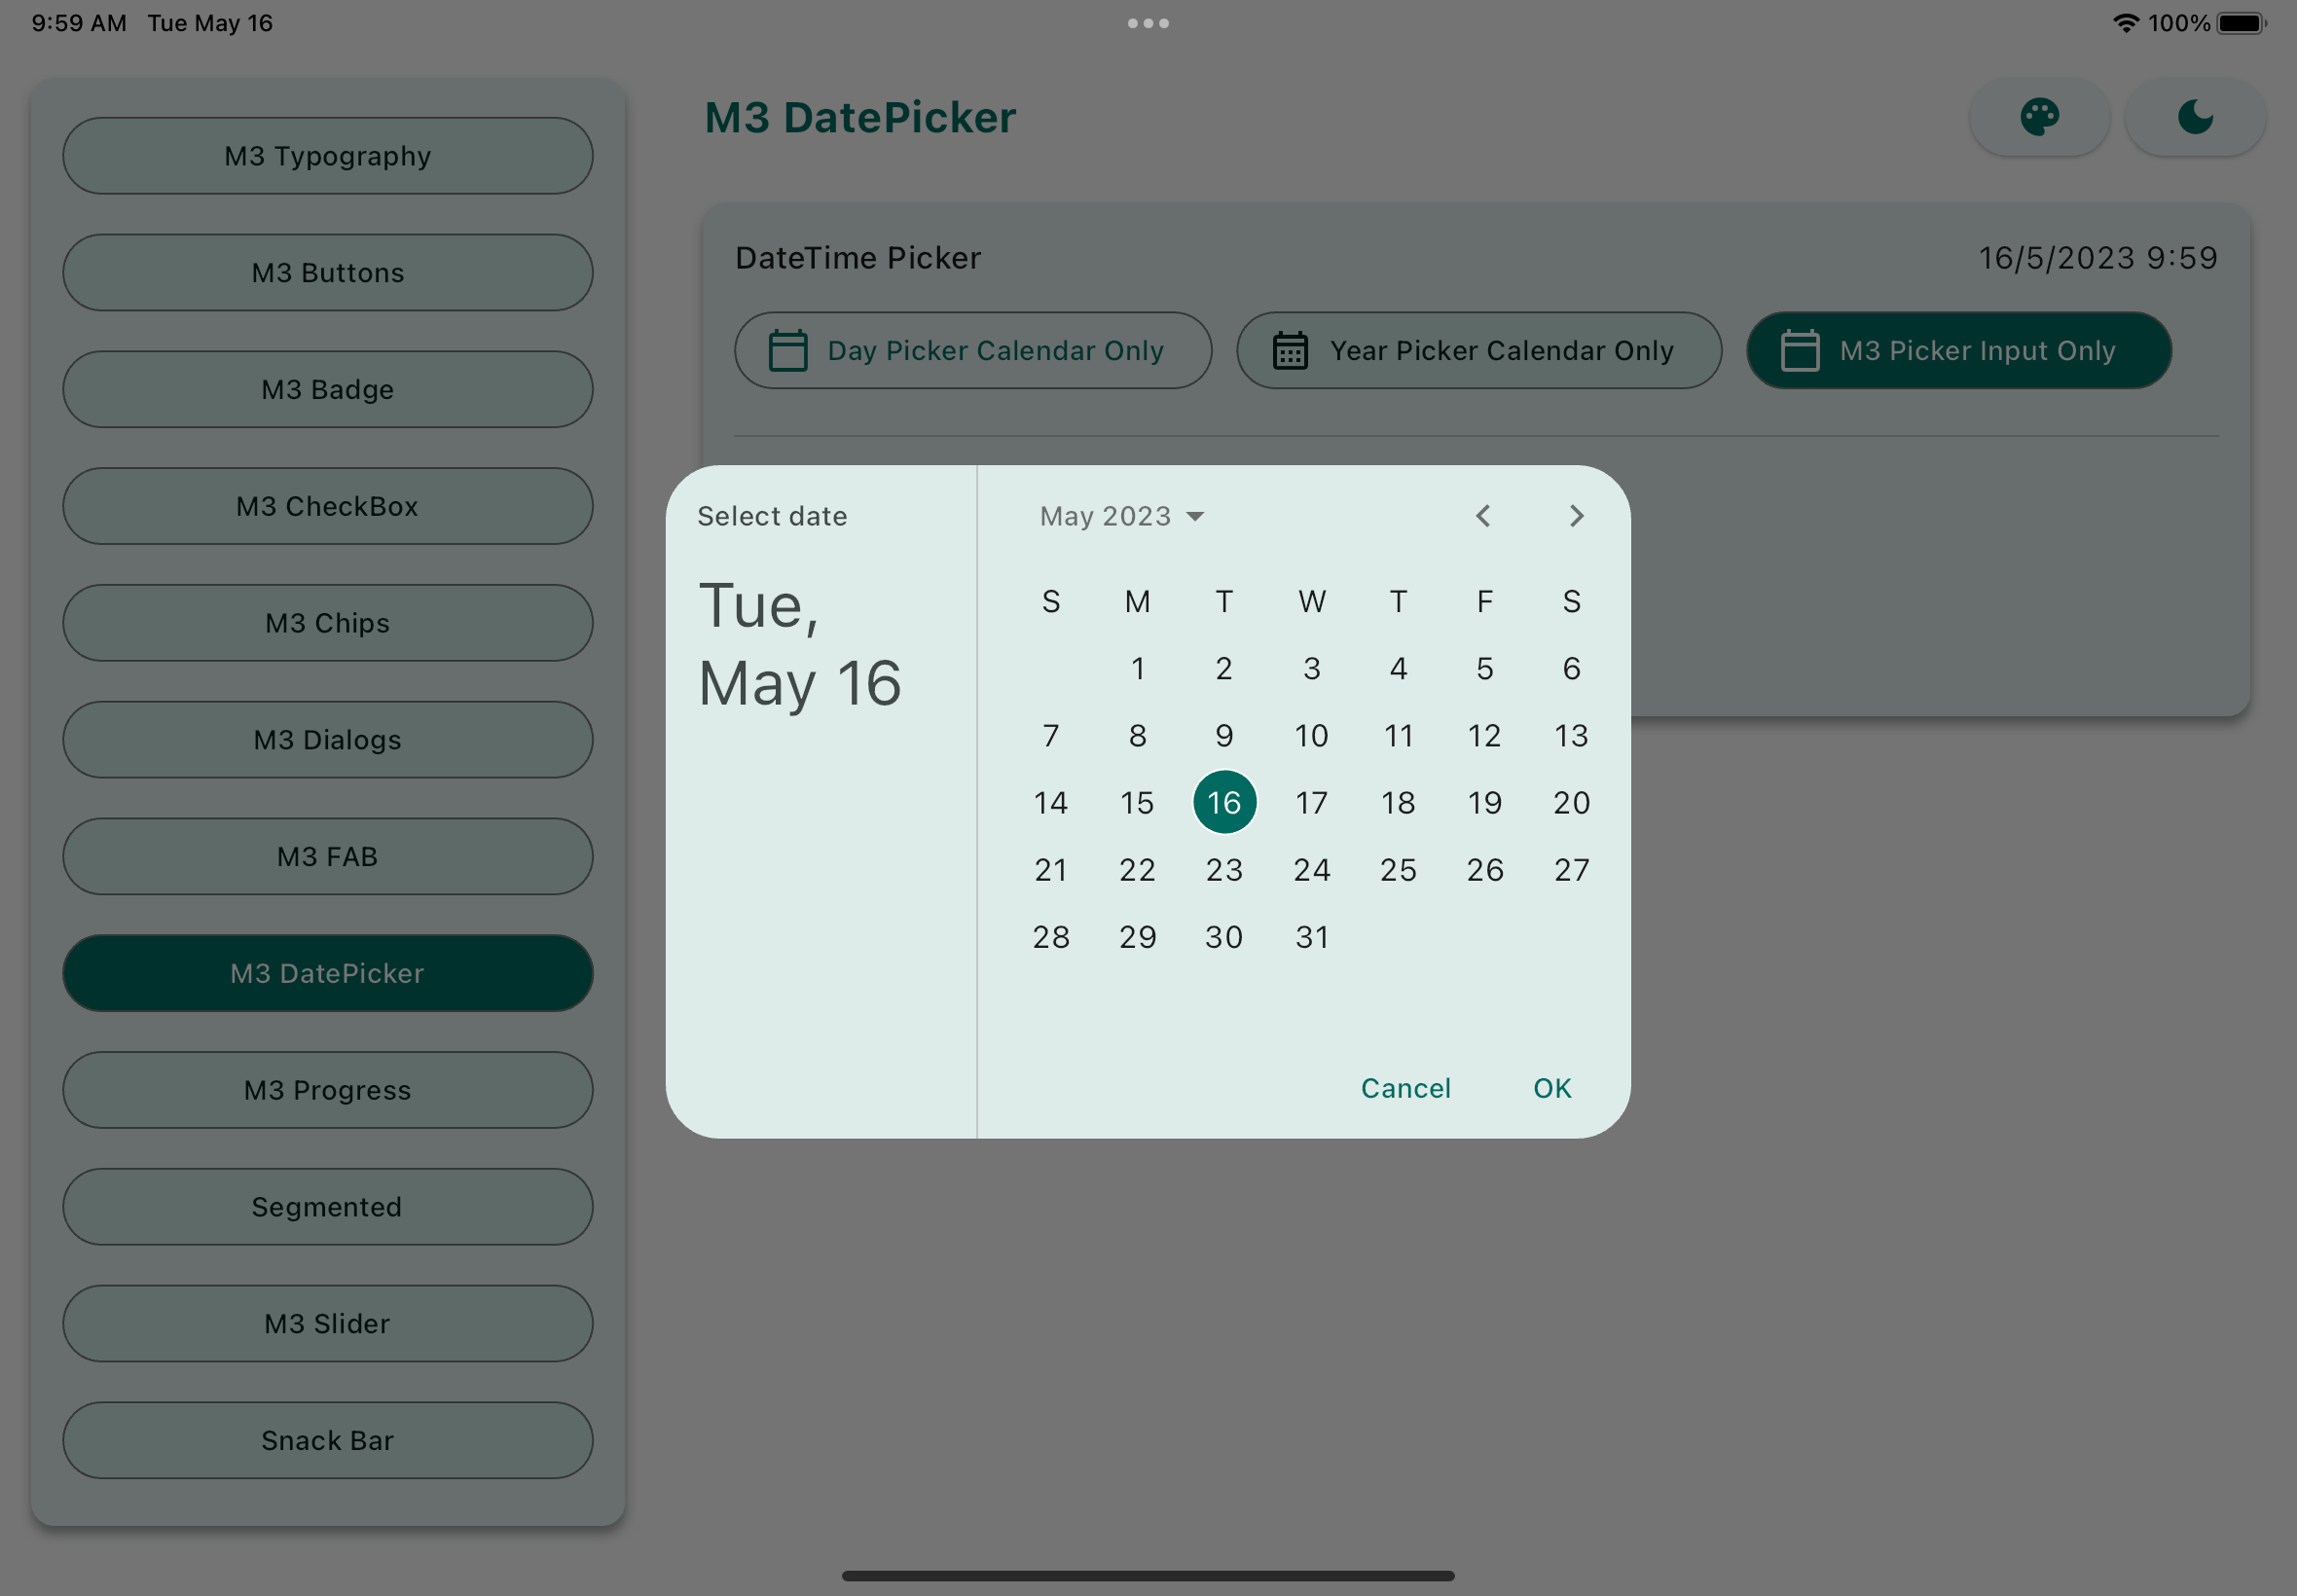 9:59 AM Tue May 16
100%
M3 Typography
M3 Buttons
M3 Badge
M3 CheckBox
M3 Chips
M3 Dialogs
M3 FAB
M3 DatePicker
M3 Progress
Segmented
M3 Slider
Snack Bar
M3 DatePicker
DateTime Picker
16/5/2023 9:59
Day Picker Calendar Only
Year Picker Calendar Only
M3 Picker Input Only
Select date
Tue,
May 16
May 2023
S M T W T F S
1 2 3 4 5 6
7 8 9 10 11 12 13
14 15 16 17 18 19 20
21 22 23 24 25 26 27
28 29 30 31
Cancel OK